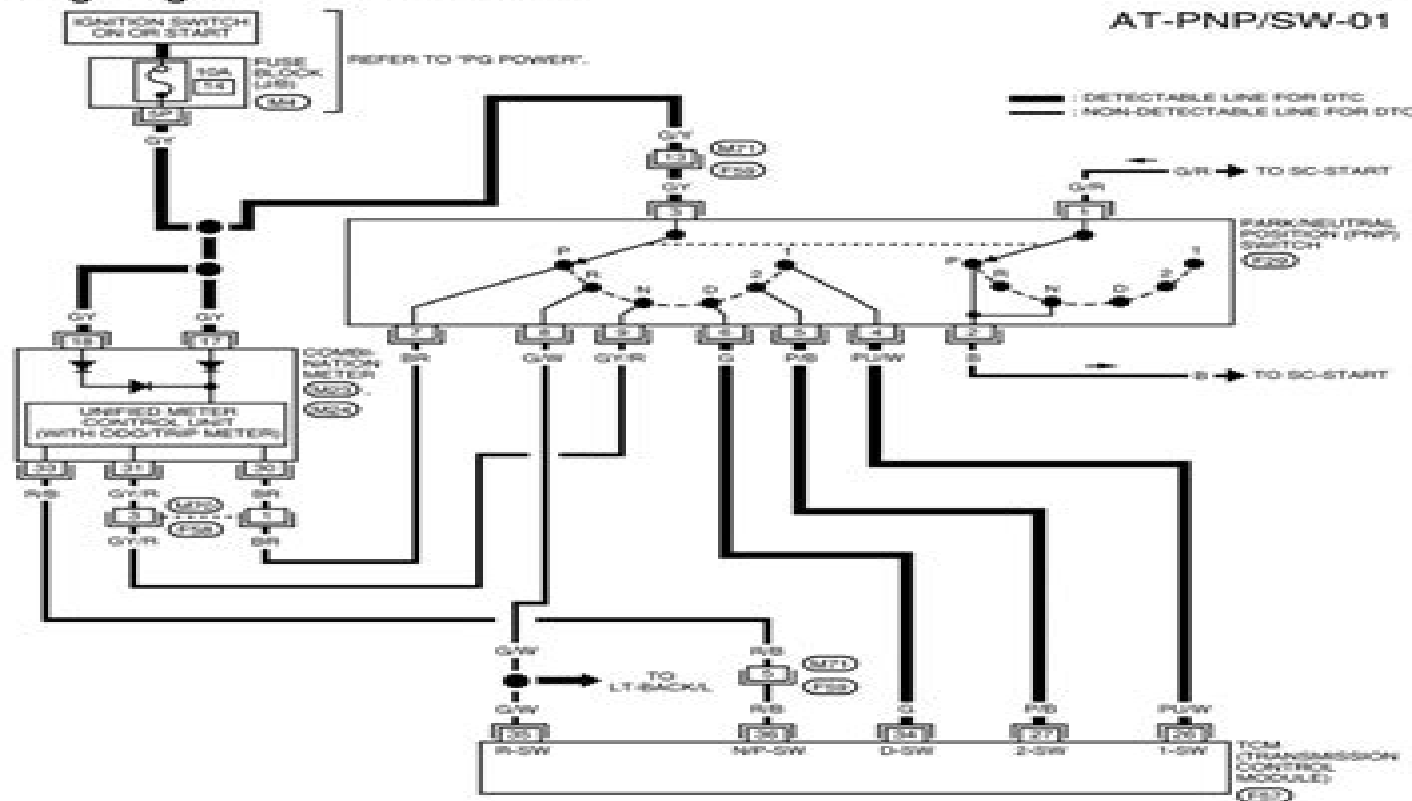 AT-PNP/SW-01
IGNITION SWITCH
ON OR START
10A
14
FUSE
BLOCK
(J/B)
M4
REFER TO "PG-POWER".
5P
G/Y
: DETECTABLE LINE FOR DTC
: NON-DETECTABLE LINE FOR DTC
G/Y
13
M71
F59
G/Y
3
G/R
TO SC-START
G/R
1
PARK/NEUTRAL
POSITION (PNP)
SWITCH
F29
P
R
N
D
2
1
P
R
N
D
2
1
7
8
9
6
5
4
2
BR
G/W
GY/R
G
P/B
PU/W
B
B
TO SC-START
G/Y
G/Y
17
COMBI-
NATION
METER
M23
,
M24
UNIFIED METER
CONTROL UNIT
(WITH ODO/TRIP METER)
33
31
30
R/B
GY/R
BR
3
M70
F58
1
GY/R
BR
G/W
TO
LT-BACK/L
G/W
R/B
5
M71
F59
R/B
G
P/B
PU/W
35
36
34
27
26
R-SW
N/P-SW
D-SW
2-SW
1-SW
TCM
(TRANSMISSION
CONTROL
MODULE)
F57